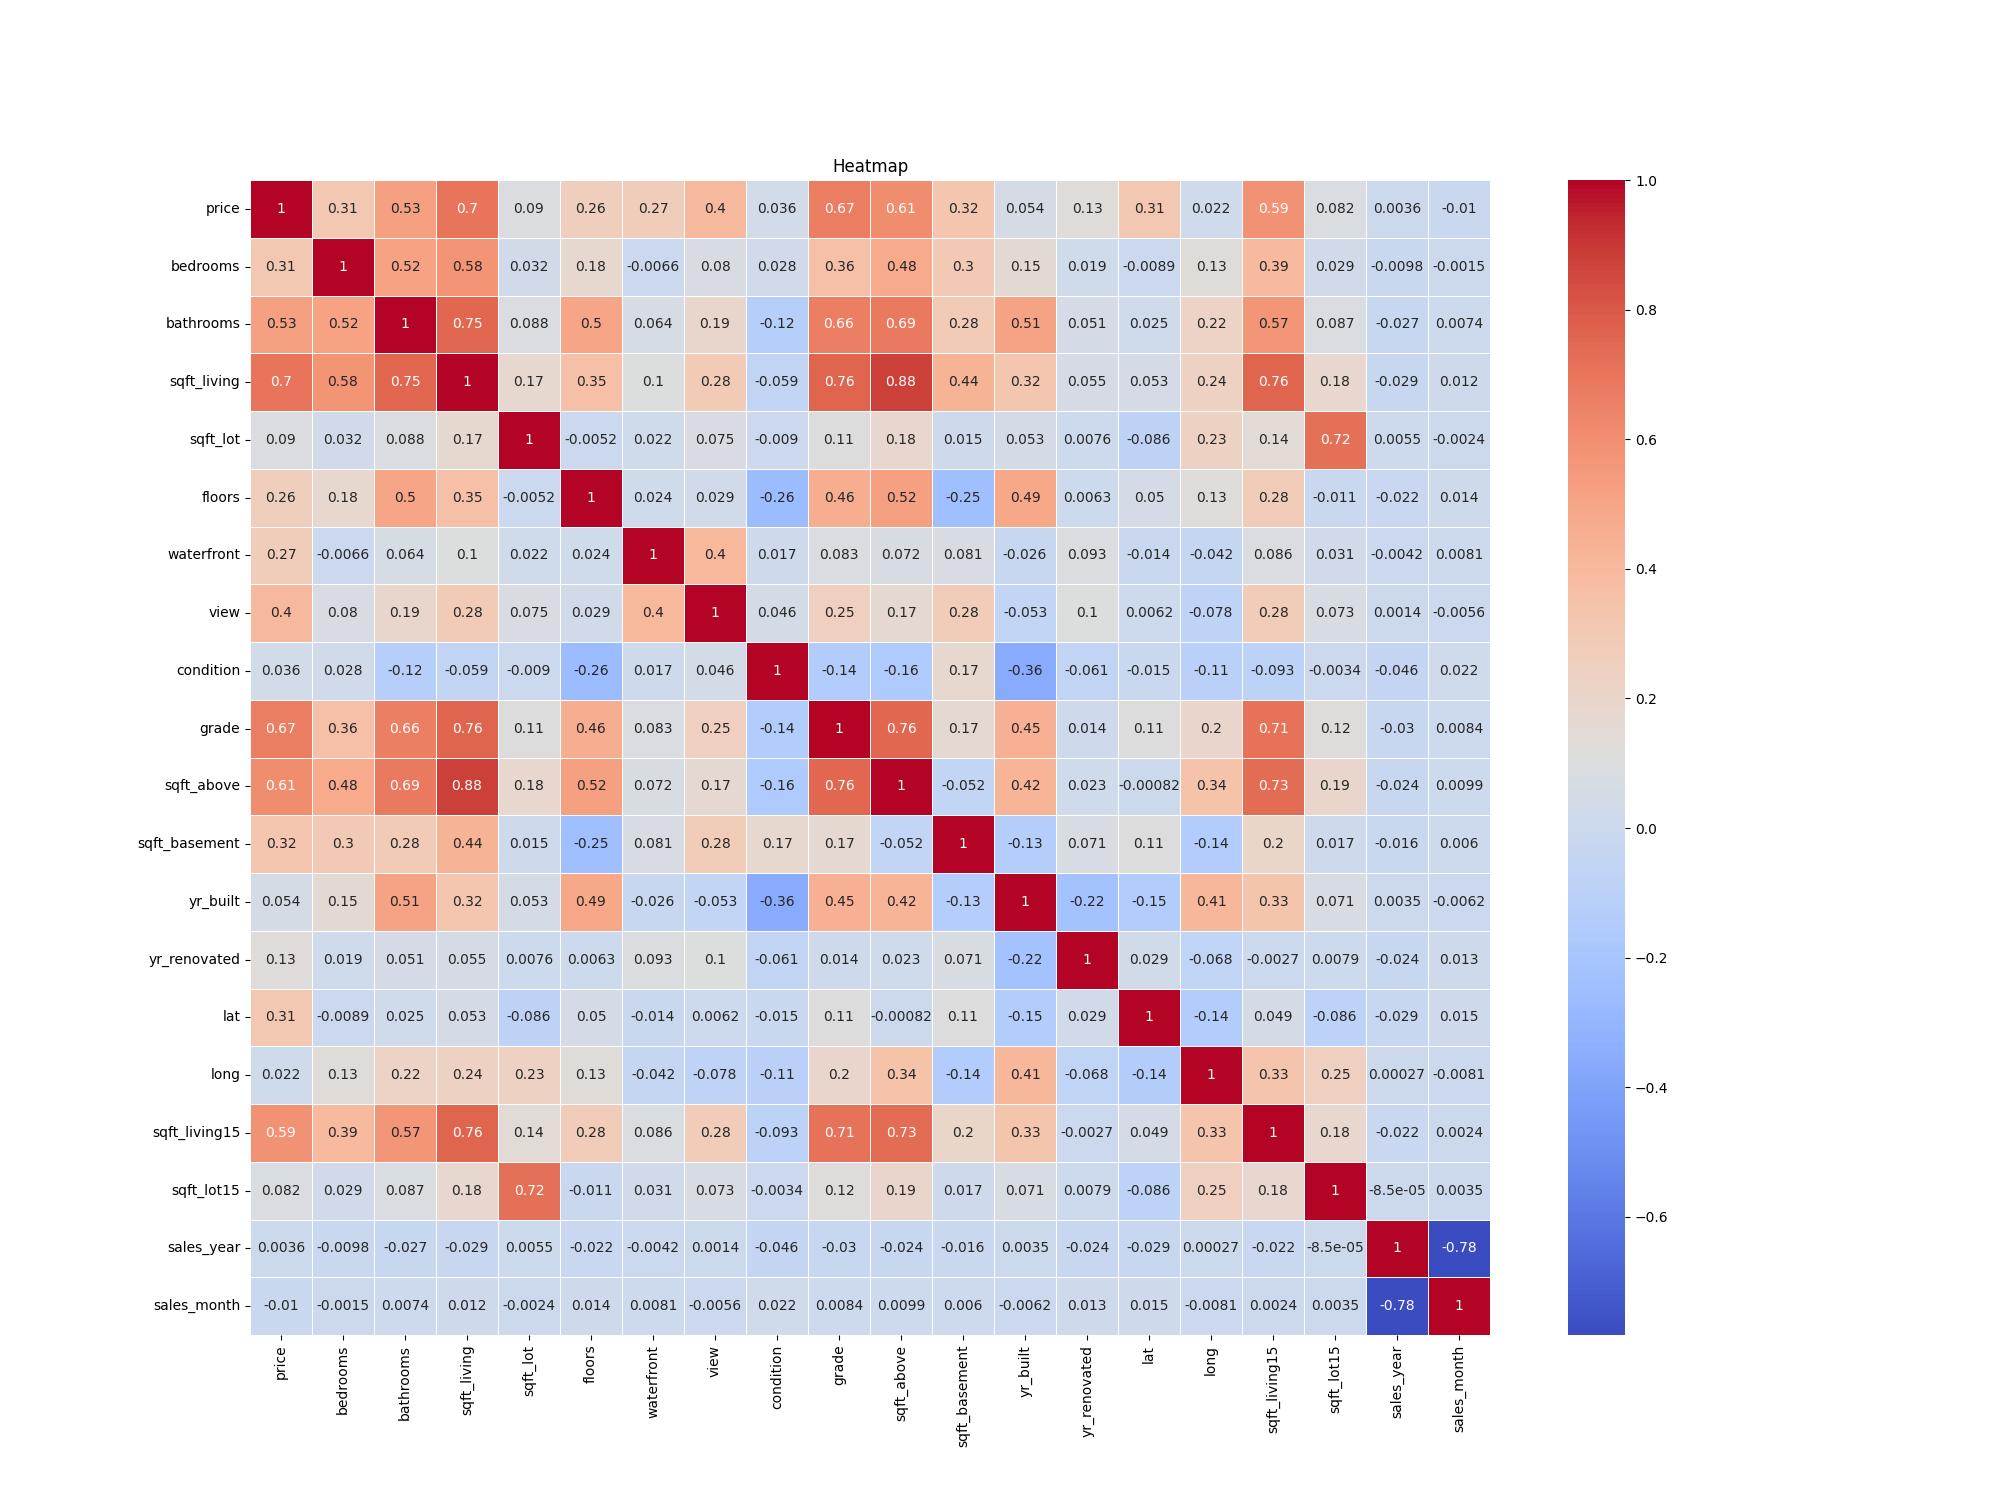 Heatmap
price 1 0.31 0.53 0.7 0.09 0.26 0.27 0.4 0.036 0.67 0.61 0.32 0.054 0.13 0.31 0.022 0.59 0.082 0.0036 -0.01
bedrooms 0.31 1 0.52 0.58 0.032 0.18 -0.0066 0.08 0.028 0.36 0.48 0.3 0.15 0.019 -0.0089 0.13 0.39 0.029 -0.0098 -0.0015
bathrooms 0.53 0.52 1 0.75 0.088 0.5 0.064 0.19 -0.12 0.66 0.69 0.28 0.51 0.051 0.025 0.22 0.57 0.087 -0.027 0.0074
sqft_living 0.7 0.58 0.75 1 0.17 0.35 0.1 0.28 -0.059 0.76 0.88 0.44 0.32 0.055 0.053 0.24 0.76 0.18 -0.029 0.012
sqft_lot 0.09 0.032 0.088 0.17 1 -0.0052 0.022 0.075 -0.009 0.11 0.18 0.015 0.053 0.0076 -0.086 0.23 0.14 0.72 0.0055 -0.0024
floors 0.26 0.18 0.5 0.35 -0.0052 1 0.024 0.029 -0.26 0.46 0.52 -0.25 0.49 0.0063 0.05 0.13 0.28 -0.011 -0.022 0.014
waterfront 0.27 -0.0066 0.064 0.1 0.022 0.024 1 0.4 0.017 0.083 0.072 0.081 -0.026 0.093 -0.014 -0.042 0.086 0.031 -0.0042 0.0081
view 0.4 0.08 0.19 0.28 0.075 0.029 0.4 1 0.046 0.25 0.17 0.28 -0.053 0.1 0.0062 -0.078 0.28 0.073 0.0014 -0.0056
condition 0.036 0.028 -0.12 -0.059 -0.009 -0.26 0.017 0.046 1 -0.14 -0.16 0.17 -0.36 -0.061 -0.015 -0.11 -0.093 -0.0034 -0.046 0.022
grade 0.67 0.36 0.66 0.76 0.11 0.46 0.083 0.25 -0.14 1 0.76 0.17 0.45 0.014 0.11 0.2 0.71 0.12 -0.03 0.0084
sqft_above 0.61 0.48 0.69 0.88 0.18 0.52 0.072 0.17 -0.16 0.76 1 -0.052 0.42 0.023 -0.00082 0.34 0.73 0.19 -0.024 0.0099
sqft_basement 0.32 0.3 0.28 0.44 0.015 -0.25 0.081 0.28 0.17 0.17 -0.052 1 -0.13 0.071 0.11 -0.14 0.2 0.017 -0.016 0.006
yr_built 0.054 0.15 0.51 0.32 0.053 0.49 -0.026 -0.053 -0.36 0.45 0.42 -0.13 1 -0.22 -0.15 0.41 0.33 0.071 0.0035 -0.0062
yr_renovated 0.13 0.019 0.051 0.055 0.0076 0.0063 0.093 0.1 -0.061 0.014 0.023 0.071 -0.22 1 0.029 -0.068 -0.0027 0.0079 -0.024 0.013
lat 0.31 -0.0089 0.025 0.053 -0.086 0.05 -0.014 0.0062 -0.015 0.11 -0.00082 0.11 -0.15 0.029 1 -0.14 0.049 -0.086 -0.029 0.015
long 0.022 0.13 0.22 0.24 0.23 0.13 -0.042 -0.078 -0.11 0.2 0.34 -0.14 0.41 -0.068 -0.14 1 0.33 0.25 0.00027 -0.0081
sqft_living15 0.59 0.39 0.57 0.76 0.14 0.28 0.086 0.28 -0.093 0.71 0.73 0.2 0.33 -0.0027 0.049 0.33 1 0.18 -0.022 0.0024
sqft_lot15 0.082 0.029 0.087 0.18 0.72 -0.011 0.031 0.073 -0.0034 0.12 0.19 0.017 0.071 0.0079 -0.086 0.25 0.18 1 -8.5e-05 0.0035
sales_year 0.0036 -0.0098 -0.027 -0.029 0.0055 -0.022 -0.0042 0.0014 -0.046 -0.03 -0.024 -0.016 0.0035 -0.024 -0.029 0.00027 -0.022 -8.5e-05 1 -0.78
sales_month -0.01 -0.0015 0.0074 0.012 -0.0024 0.014 0.0081 -0.0056 0.022 0.0084 0.0099 0.006 -0.0062 0.013 0.015 -0.0081 0.0024 0.0035 -0.78 1
price bedrooms bathrooms sqft_living sqft_lot floors waterfront view condition grade sqft_above sqft_basement yr_built yr_renovated lat long sqft_living15 sqft_lot15 sales_year sales_month
1.0
0.8
0.6
0.4
0.2
0.0
−0.2
−0.4
−0.6